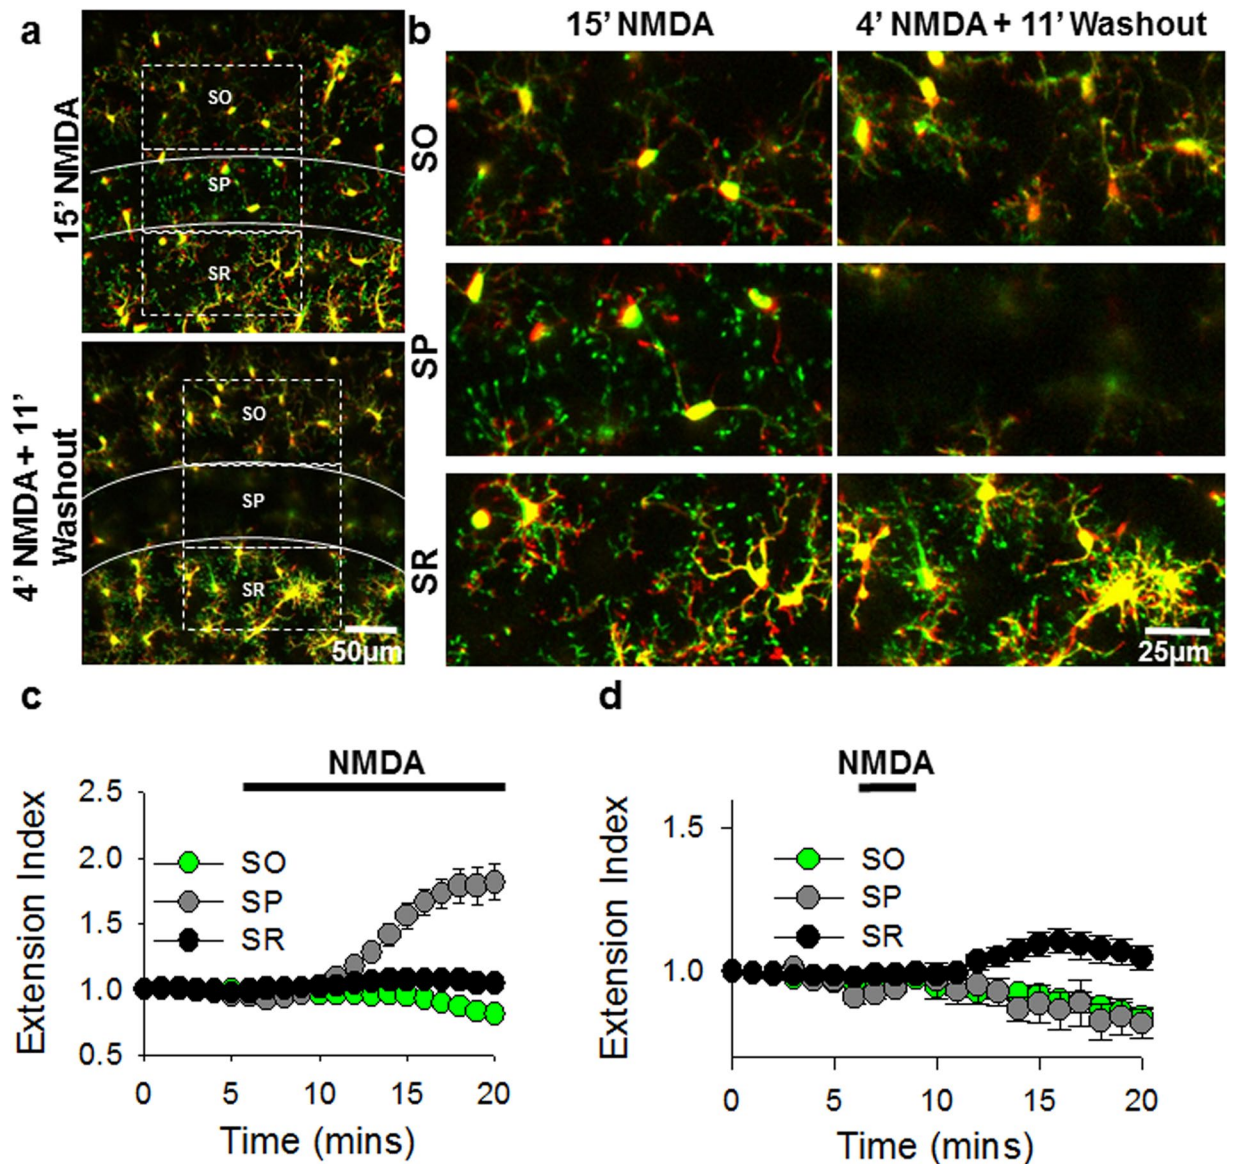 a
15’ NMDA
SO
SP
SR
4’ NMDA + 11’
Washout
SO
SP
SR
50µm
b
15’ NMDA
4’ NMDA + 11’ Washout
SO
SP
SR
25µm
c
NMDA
Extension Index
2.5
2.0
1.5
1.0
0.5
SO
SP
SR
0 5 10 15 20
Time (mins)
d
NMDA
Extension Index
1.5
1.0
SO
SP
SR
0 5 10 15 20
Time (mins)